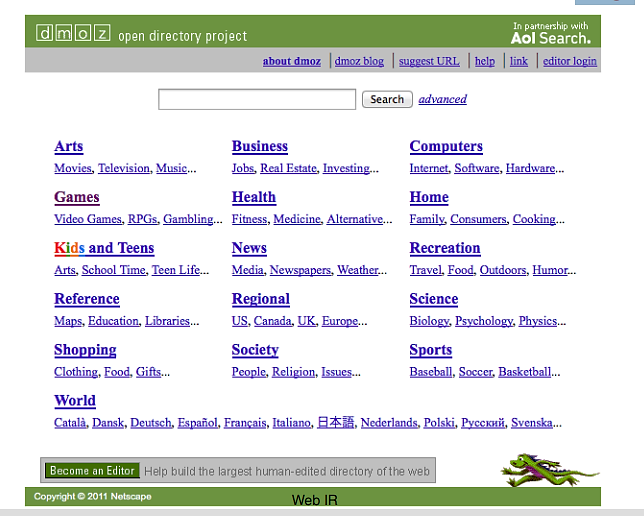 dmoz open directory project
In partnership with
Aol Search.
about dmoz | dmoz blog | suggest URL | help | link | editor login
Search advanced
Arts Business Computers
Movies, Television, Music... Jobs, Real Estate, Investing... Internet, Software, Hardware...
Games Health Home
Video Games, RPGs, Gambling... Fitness, Medicine, Alternative... Family, Consumers, Cooking...
Kids and Teens News Recreation
Arts, School Time, Teen Life... Media, Newspapers, Weather... Travel, Food, Outdoors, Humor...
Reference Regional Science
Maps, Education, Libraries... US, Canada, UK, Europe... Biology, Psychology, Physics...
Shopping Society Sports
Clothing, Food, Gifts... People, Religion, Issues... Baseball, Soccer, Basketball...
World
Català, Dansk, Deutsch, Español, Français, Italiano, 日本語, Nederlands, Polski, Русский, Svenska...
Become an Editor Help build the largest human-edited directory of the web
Copyright © 2011 Netscape
Web IR